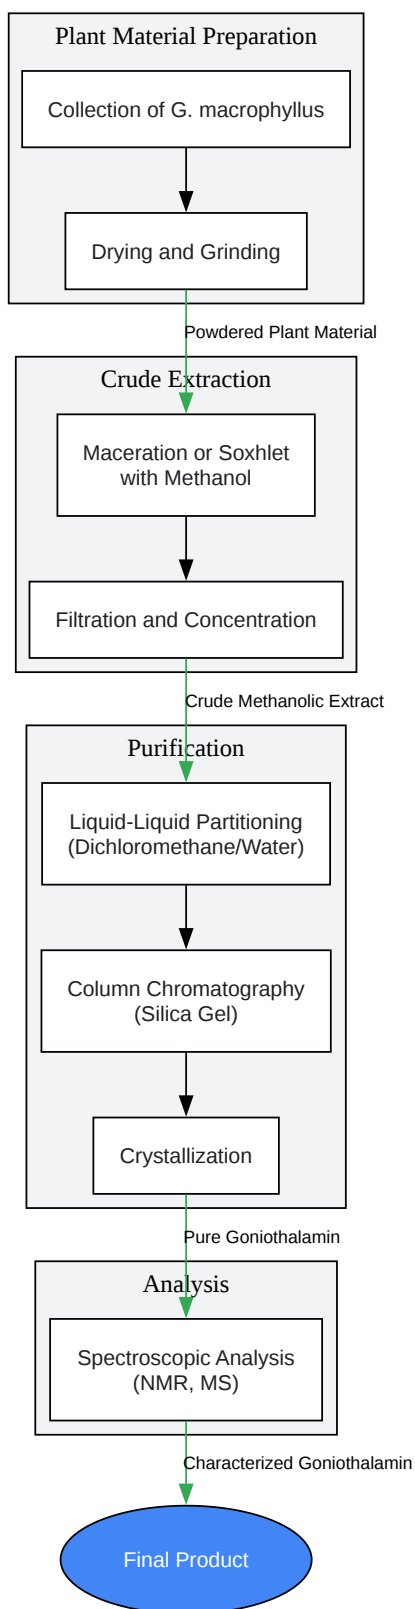 Plant Material Preparation
Collection of G. macrophyllus
Drying and Grinding
Powdered Plant Material
Crude Extraction
Maceration or Soxhlet
with Methanol
Filtration and Concentration
Crude Methanolic Extract
Purification
Liquid-Liquid Partitioning
(Dichloromethane/Water)
Column Chromatography
(Silica Gel)
Crystallization
Pure Goniothalamin
Analysis
Spectroscopic Analysis
(NMR, MS)
Characterized Goniothalamin
Final Product